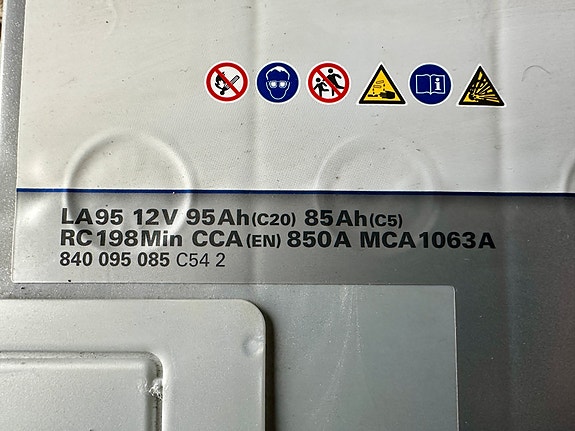 LA95 12V 95Ah(C20) 85Ah(C5)
RC198Min CCA(EN) 850A MCA1063A
840 095 085 C54 2